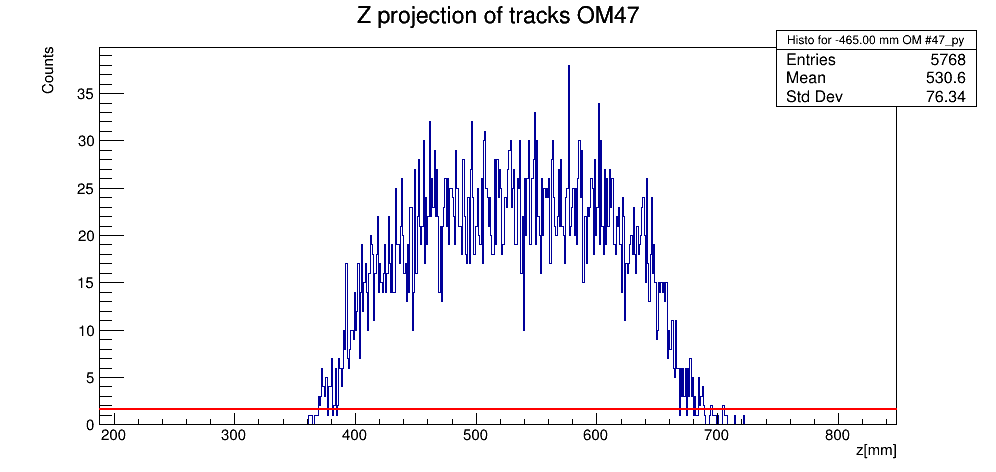 Z projection of tracks OM47
Histo for -465.00 mm OM #47_py
Entries 5768
Mean 530.6
Std Dev 76.34
Counts
35
30
25
20
15
10
5
0
200 300 400 500 600 700 800
z[mm]